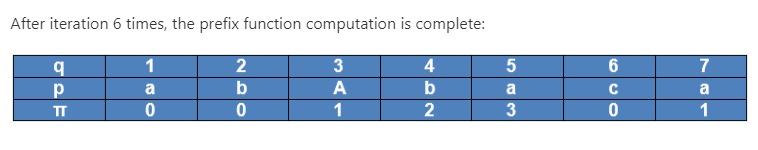 After iteration 6 times, the prefix function computation is complete:
q 1 2 3 4 5 6 7
p a b A b a c a
π 0 0 1 2 3 0 1